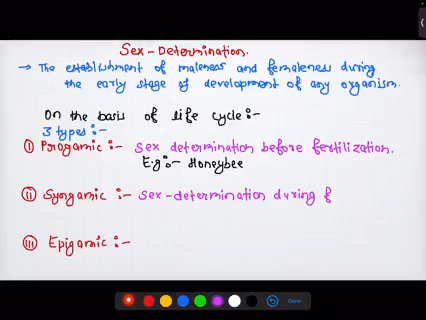 Sex-Determination.
→ The establishment of maleness and femaleness during
the early stage of development of any organism.
On the basis of life cycle:-
3 types:-
(i) Progamic :- Sex determination before fertilization.
E.g:- Honeybee
(ii) Syngamic :- Sex-determination during f
(iii) Epigamic :-
Done